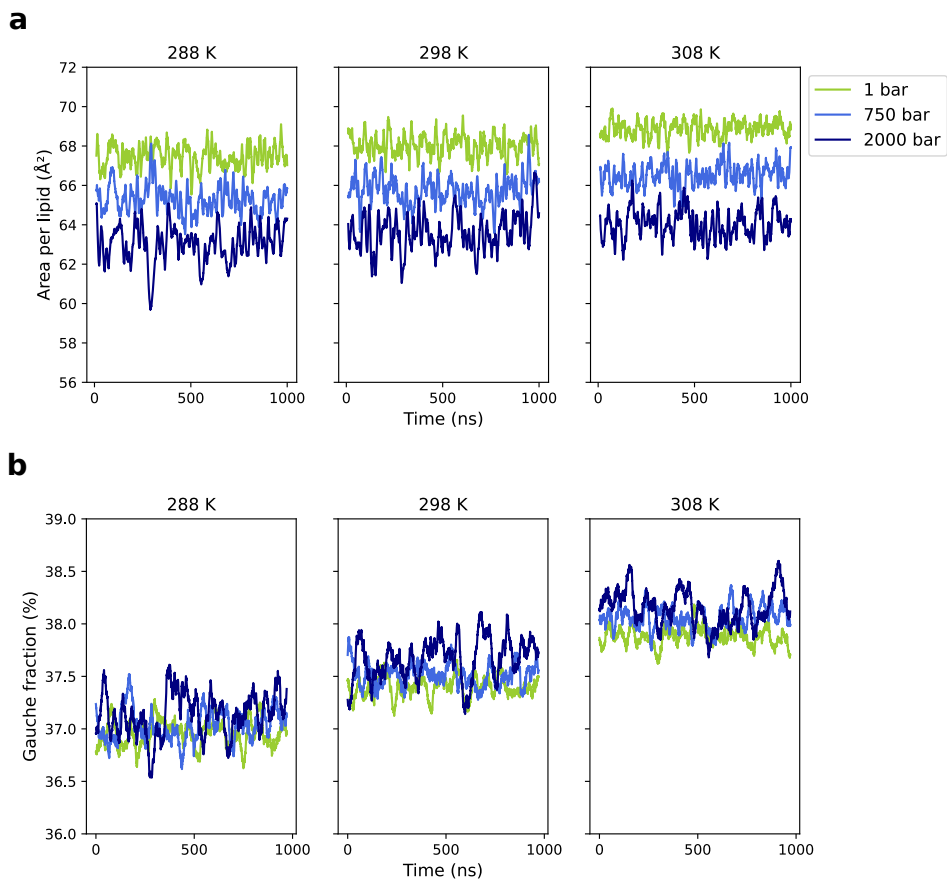 a
288 K
298 K
308 K
Area per lipid (Å²)
72
70
68
66
64
62
60
58
56
0
500
1000
0
500
1000
0
500
1000
Time (ns)
1 bar
750 bar
2000 bar
b
288 K
298 K
308 K
Gauche fraction (%)
39.0
38.5
38.0
37.5
37.0
36.5
36.0
0
500
1000
0
500
1000
0
500
1000
Time (ns)